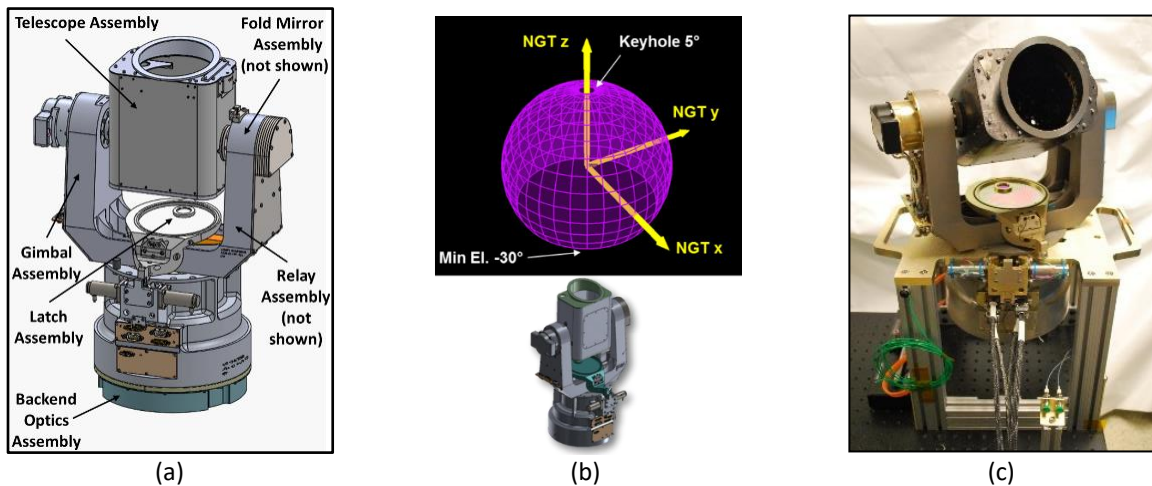 Telescope Assembly
Fold Mirror
Assembly
(not shown)
Gimbal
Assembly
Latch
Assembly
Relay
Assembly
(not
shown)
Backend
Optics
Assembly
(a)
NGT z
Keyhole 5°
NGT y
NGT x
Min El. -30°
(b)
(c)